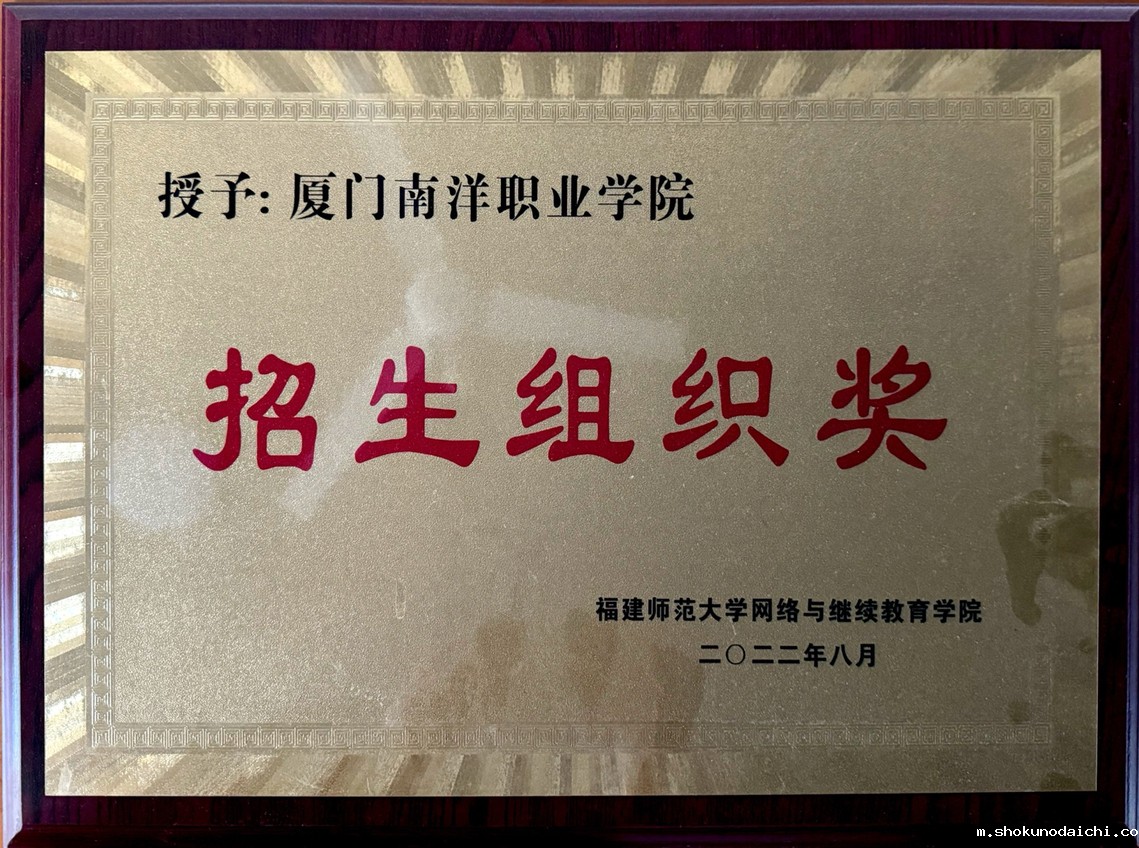 授予: 厦门南洋职业学院
招生组织奖
福建师范大学网络与继续教育学院
二〇二二年八月
m.shokunodaichi.co